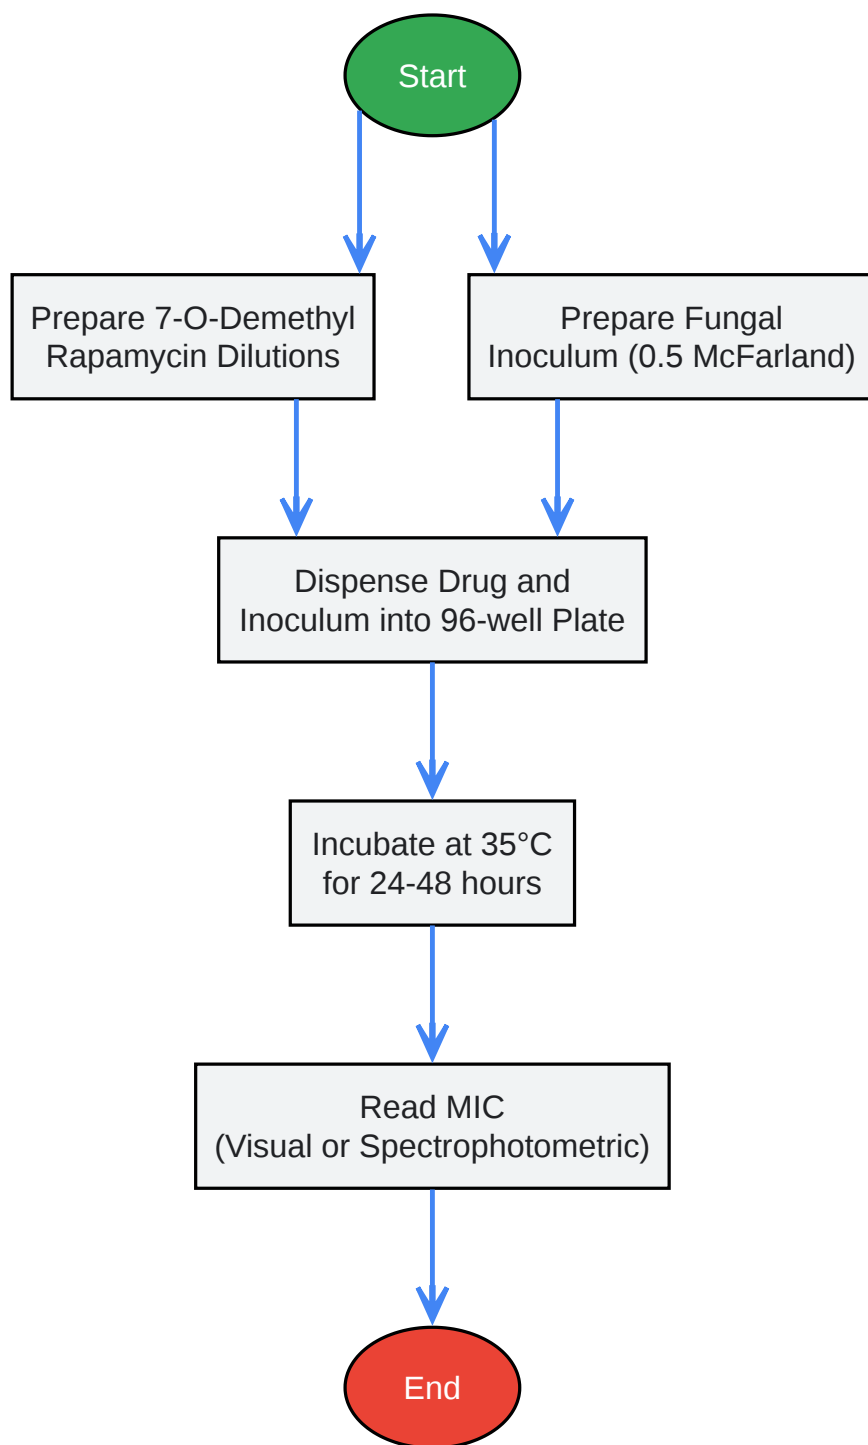 Start
Prepare 7-O-Demethyl
Rapamycin Dilutions
Prepare Fungal
Inoculum (0.5 McFarland)
Dispense Drug and
Inoculum into 96-well Plate
Incubate at 35°C
for 24-48 hours
Read MIC
(Visual or Spectrophotometric)
End